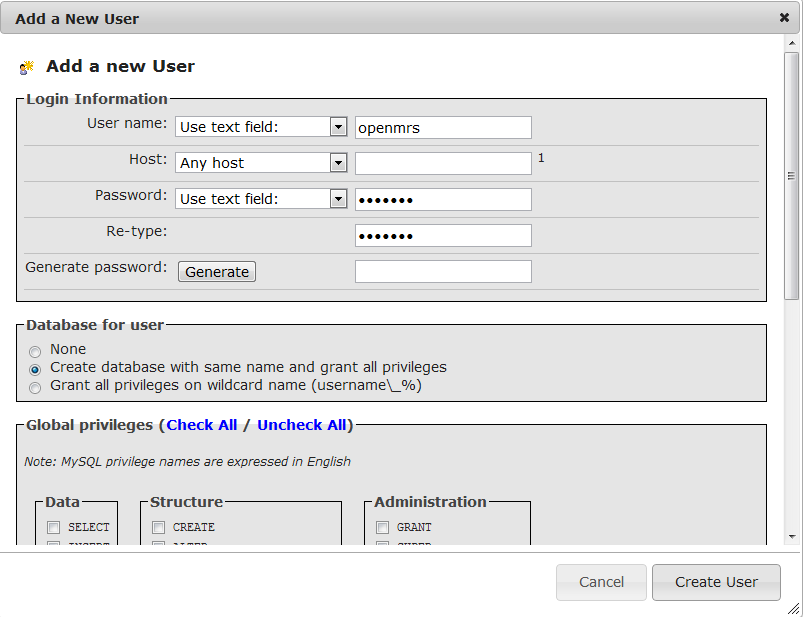 Add a New User
Add a new User
Login Information
User name: Use text field: openmrs
Host: Any host 1
Password: Use text field: •••••••
Re-type: •••••••
Generate password: Generate
Database for user
None
Create database with same name and grant all privileges
Grant all privileges on wildcard name (username\_%)
Global privileges (Check All / Uncheck All)
Note: MySQL privilege names are expressed in English
Data Structure Administration
SELECT CREATE GRANT
Cancel Create User